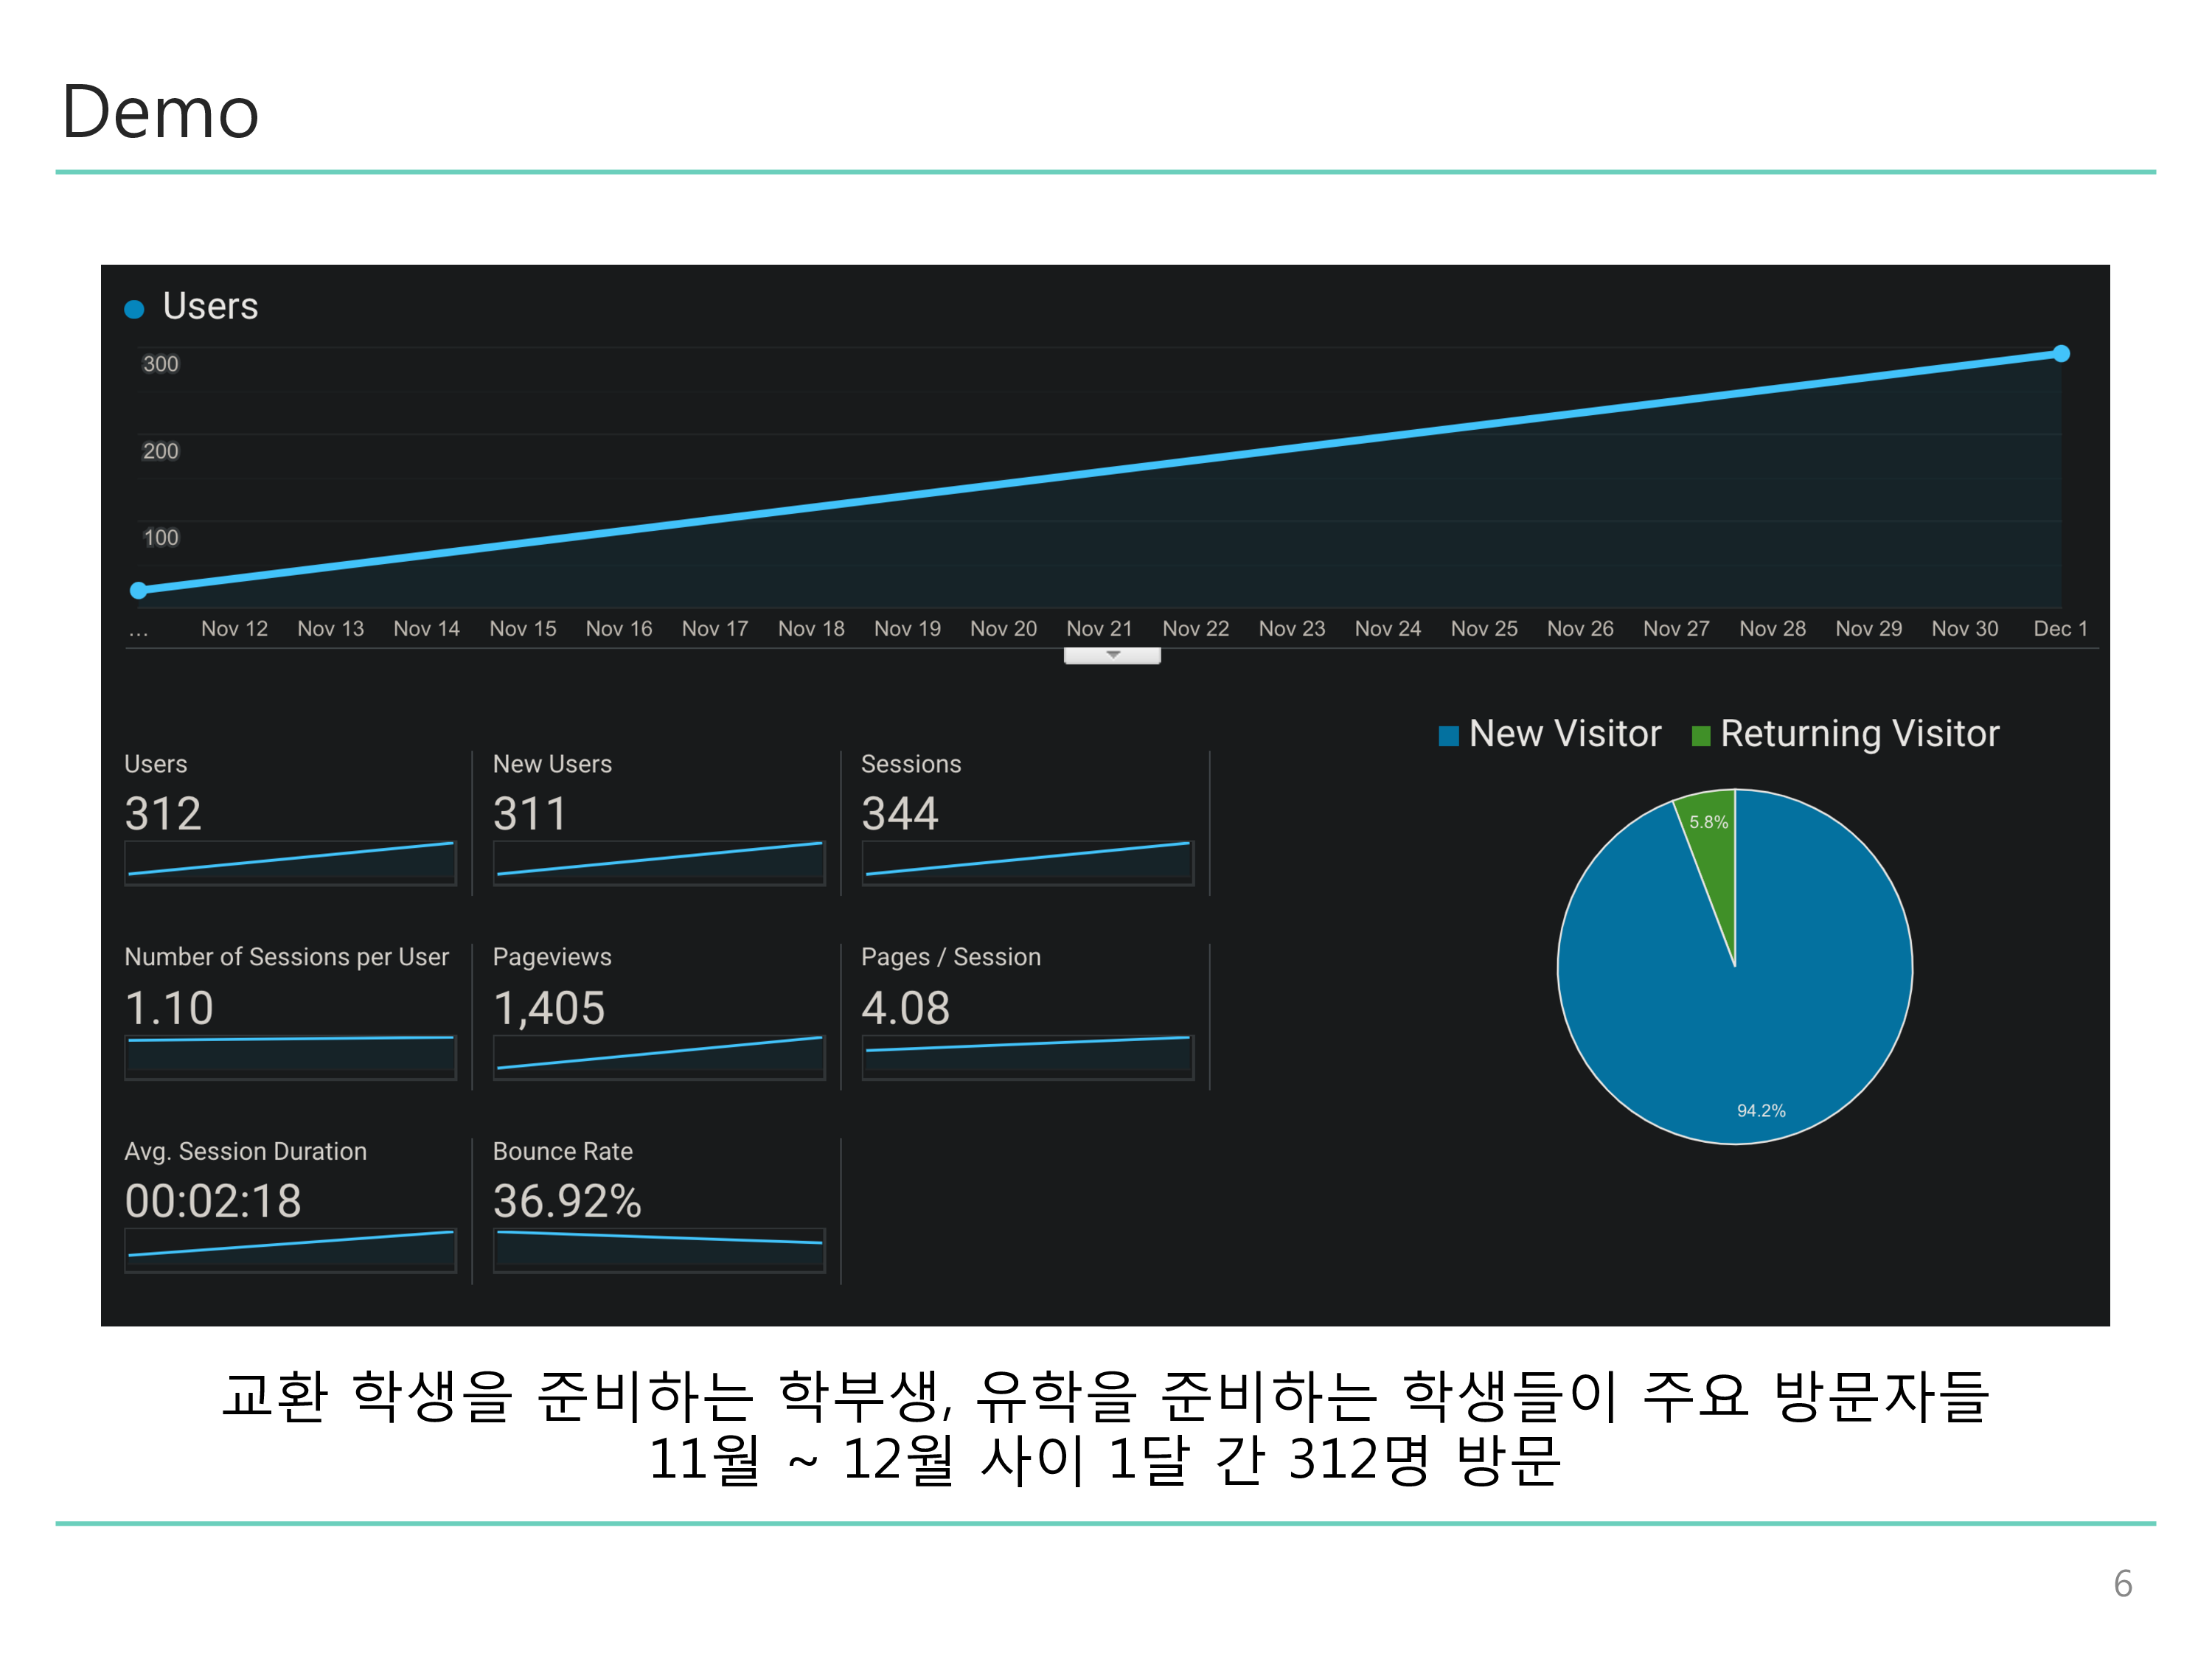 Demo
Users
300
200
100
... Nov 12 Nov 13 Nov 14 Nov 15 Nov 16 Nov 17 Nov 18 Nov 19 Nov 20 Nov 21 Nov 22 Nov 23 Nov 24 Nov 25 Nov 26 Nov 27 Nov 28 Nov 29 Nov 30 Dec 1
New Visitor Returning Visitor
Users New Users Sessions
312 311 344
5.8%
Number of Sessions per User Pageviews Pages / Session
1.10 1,405 4.08
94.2%
Avg. Session Duration Bounce Rate
00:02:18 36.92%
교환 학생을 준비하는 학부생, 유학을 준비하는 학생들이 주요 방문자들
11월 ~ 12월 사이 1달 간 312명 방문
6